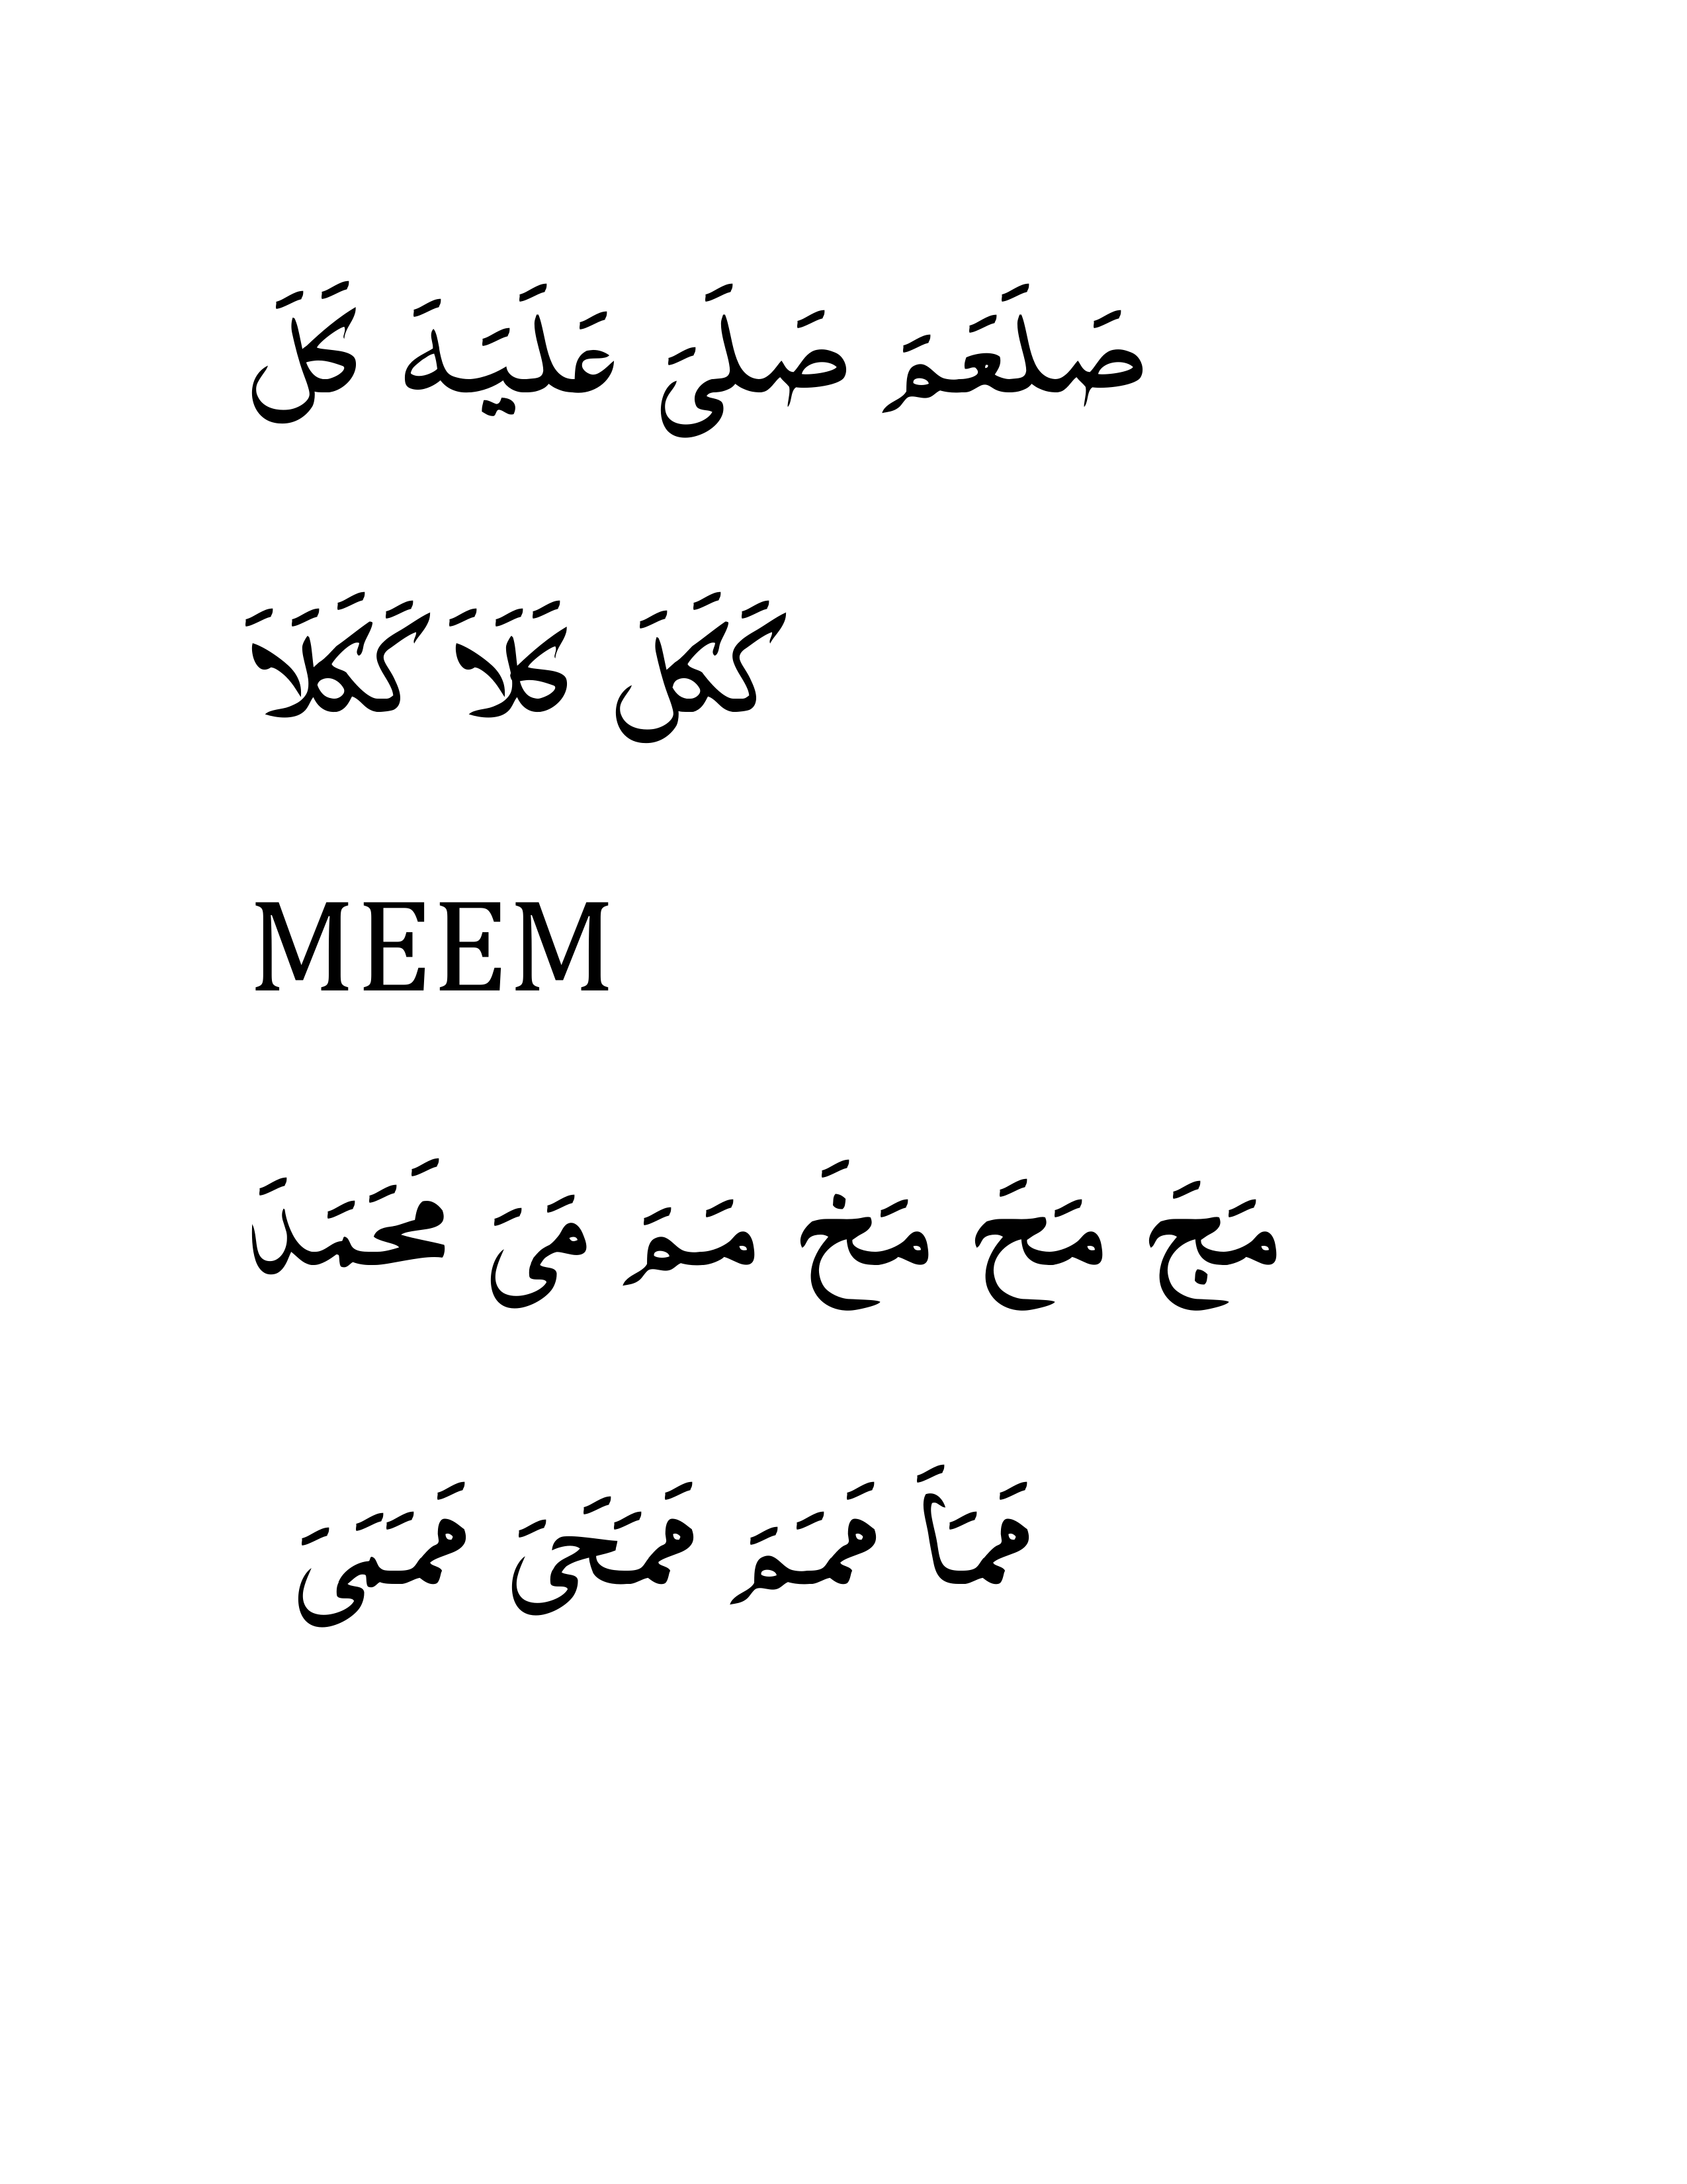 صَلَعَمَ صَلَىَ عَلَيَهَ كَلَ
كَكَلَ كَلَاَ كَكَلَاَ
MEEM
مَجَ مَحَ مَخَ مَمَ مَىَ مَحَمَدَ
مَمَاَ مَمَمَ مَمَحَىَ مَمَمَىَ